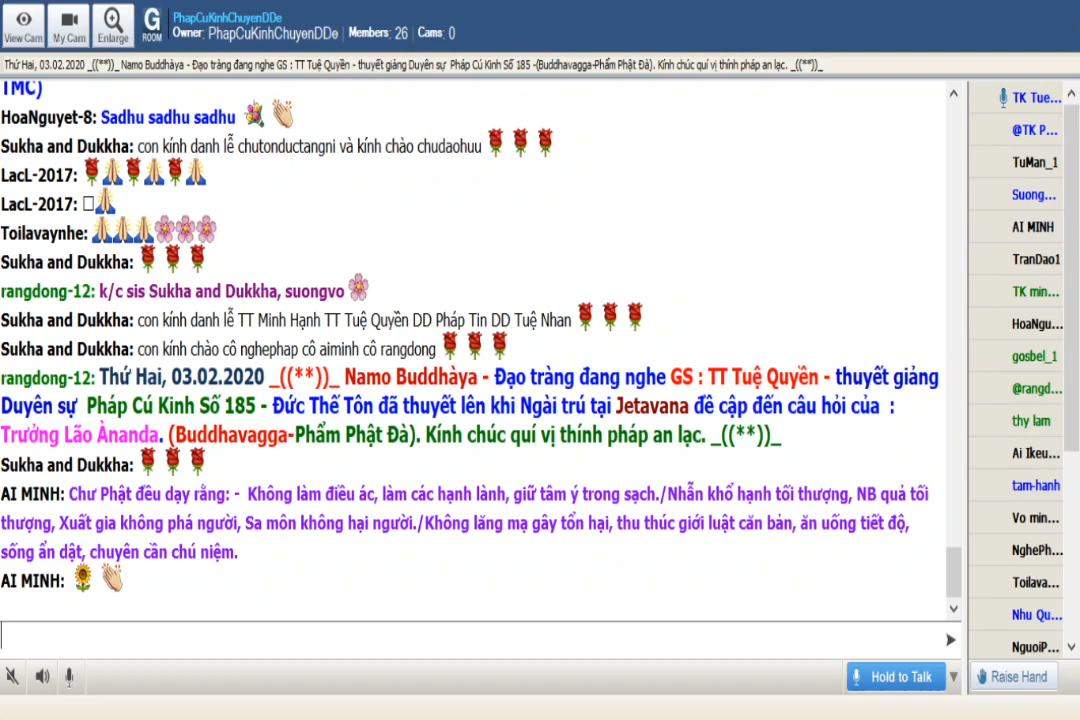 View Cam
My Cam
Enlarge
G
ROOM
PhapCuKinhChuyenDDe
Owner: PhapCuKinhChuyenDDe | Members: 26 | Cams: 0
Thứ Hai, 03.02.2020 _((**))_ Namo Buddhàya - Đạo tràng đang nghe GS : TT Tuệ Quyền - thuyết giảng Duyên sự Pháp Cú Kinh Số 185 -(Buddhavagga-Phẩm Phật Đà). Kính chúc quí vị thính pháp an lạc. _((**))_
TMC)
HoaNguyet-8: Sadhu sadhu sadhu
Sukha and Dukkha: con kính danh lễ chutonductangni và kính chào chudaohuu
LacL-2017:
LacL-2017:
Toilavaynhe:
Sukha and Dukkha:
rangdong-12: k/c sis Sukha and Dukkha, suongvo
Sukha and Dukkha: con kính danh lễ TT Minh Hạnh TT Tuệ Quyền DD Pháp Tin DD Tuệ Nhan
Sukha and Dukkha: con kính chào cô nghephap cô aiminh cô rangdong
rangdong-12: Thứ Hai, 03.02.2020 _((**))_ Namo Buddhàya - Đạo tràng đang nghe GS : TT Tuệ Quyền - thuyết giảng
Duyên sự Pháp Cú Kinh Số 185 - Đức Thế Tôn đã thuyết lên khi Ngài trú tại Jetavana đề cập đến câu hỏi của :
Trưởng Lão Ànanda. (Buddhavagga-Phẩm Phật Đà). Kính chúc quí vị thính pháp an lạc. _((**))_
Sukha and Dukkha:
AI MINH: Chư Phật đều dạy rằng: - Không làm điều ác, làm các hạnh lành, giữ tâm ý trong sạch./Nhẫn khổ hạnh tối thượng, NB quả tối
thượng, Xuất gia không phá người, Sa môn không hại người./Không lăng mạ gây tổn hại, thu thúc giới luật căn bản, ăn uống tiết độ,
sống ẩn dật, chuyên cần chú niệm.
AI MINH:
TK Tue...
@TK P...
TuMan_1
Suong...
AI MINH
TranDao1
TK min...
HoaNgu...
gosbel_1
@rangd...
thy lam
Ai Ikeu...
tam-hanh
Vo min...
NghePh...
Toilava...
Nhu Qu...
NguoiP...
Hold to Talk
Raise Hand